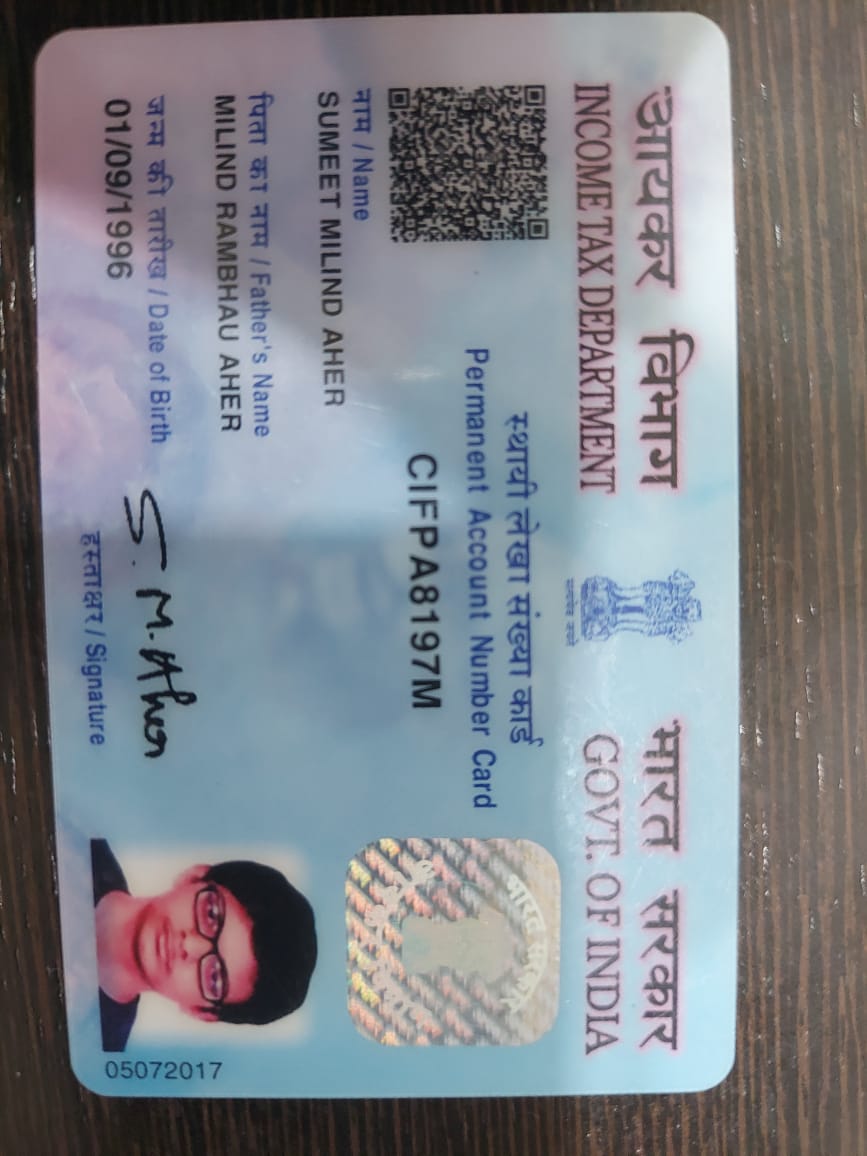 आयकर विभाग
INCOME TAX DEPARTMENT
सत्यमेव जयते
भारत सरकार
GOVT. OF INDIA
स्थायी लेखा संख्या कार्ड
Permanent Account Number Card
CIFPA8197M
भारत सरकार
नाम / Name
SUMEET MILIND AHER
पिता का नाम / Father's Name
MILIND RAMBHAU AHER
जन्म की तारीख / Date of Birth
01/09/1996
S. M. Aher
हस्ताक्षर / Signature
05072017